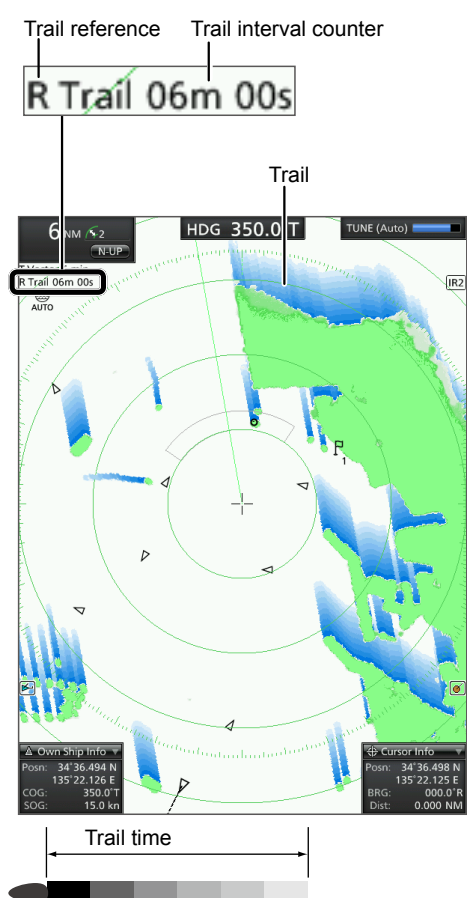 Trail reference
Trail interval counter
R Trail 06m 00s
Trail
6 NM
2
N-UP
HDG 350.0°T
TUNE (Auto)
R Trail 06m 00s
IR2
AUTO
1
Own Ship Info
Posn: 34°36.494 N
135°22.126 E
COG: 350.0°T
SOG: 15.0 kn
Cursor Info
Posn: 34°36.498 N
135°22.125 E
BRG: 000.0°R
Dist: 0.000 NM
Trail time